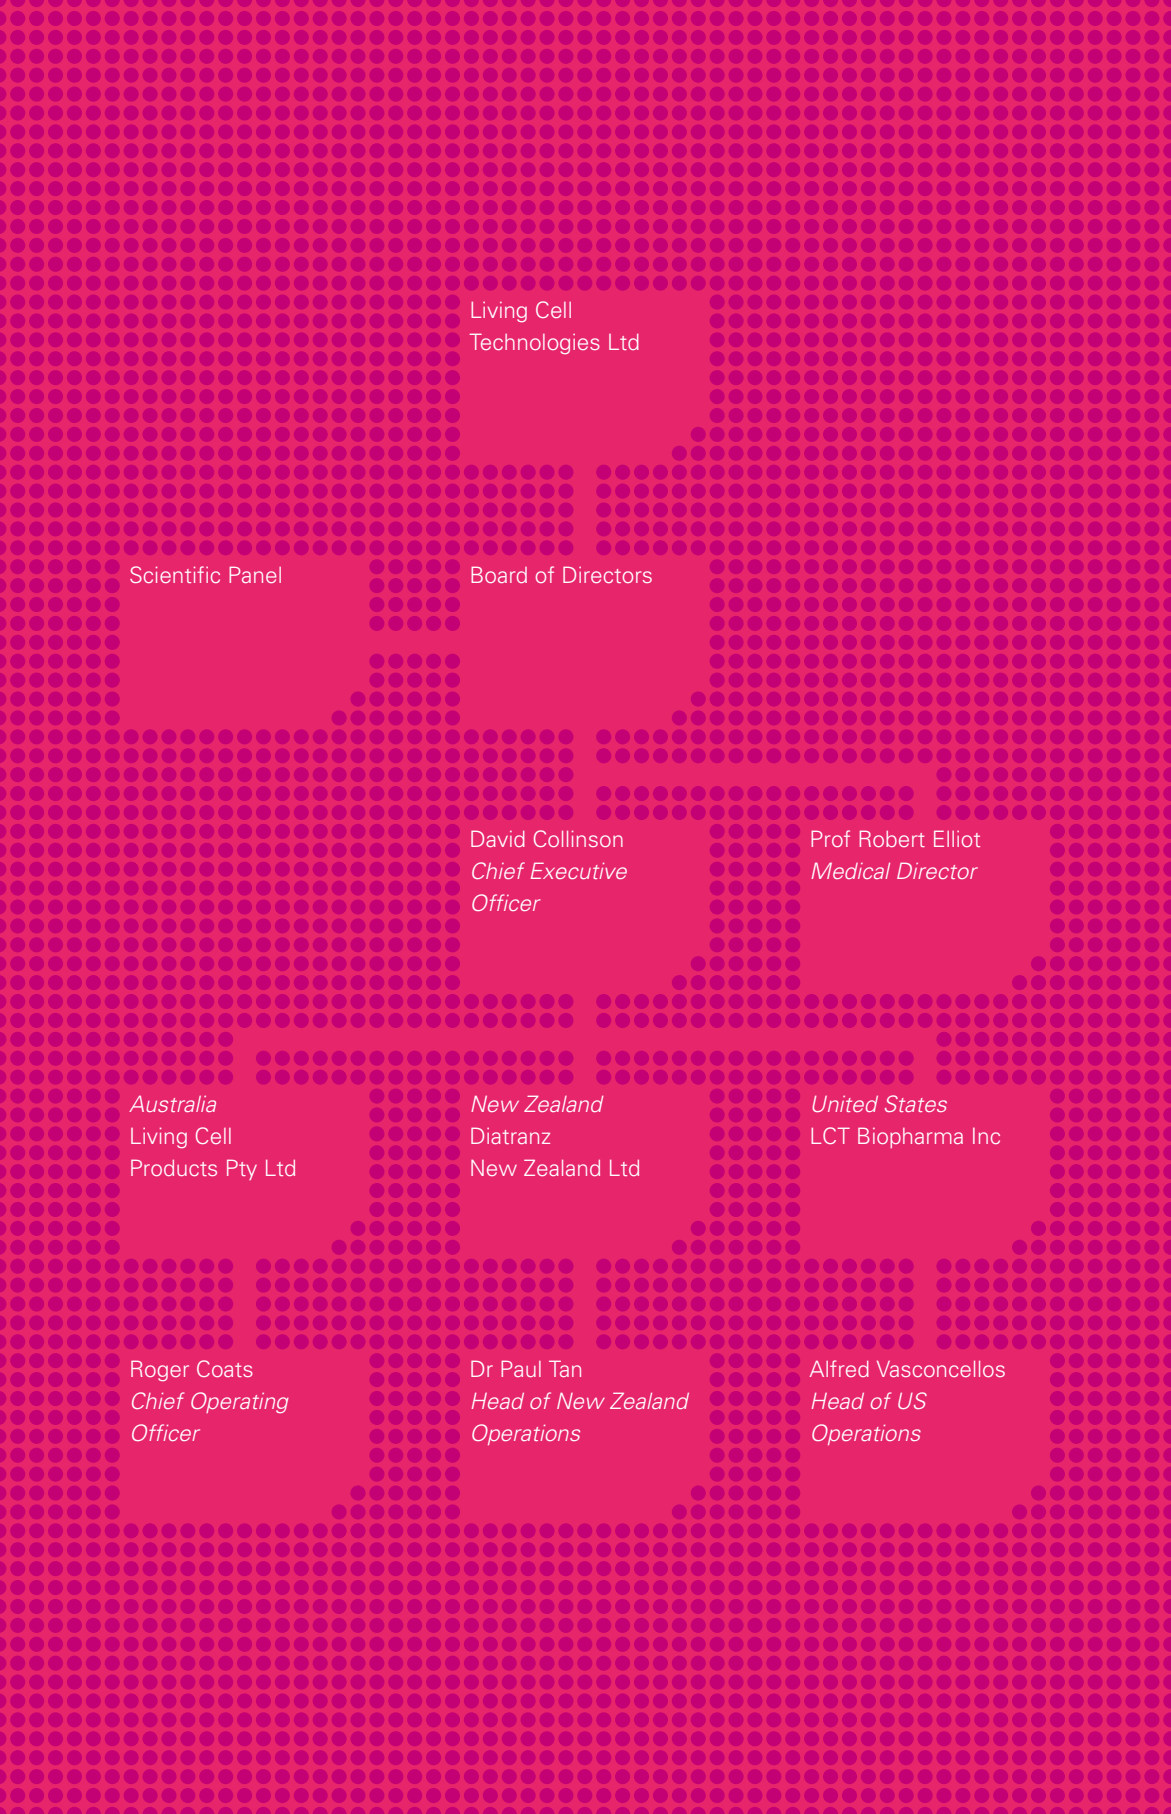 Living Cell
Technologies Ltd
Scientific Panel
Board of Directors
David Collinson
Chief Executive
Officer
Prof Robert Elliot
Medical Director
Australia
Living Cell
Products Pty Ltd
New Zealand
Diatranz
New Zealand Ltd
United States
LCT Biopharma Inc
Roger Coats
Chief Operating
Officer
Dr Paul Tan
Head of New Zealand
Operations
Alfred Vasconcellos
Head of US
Operations